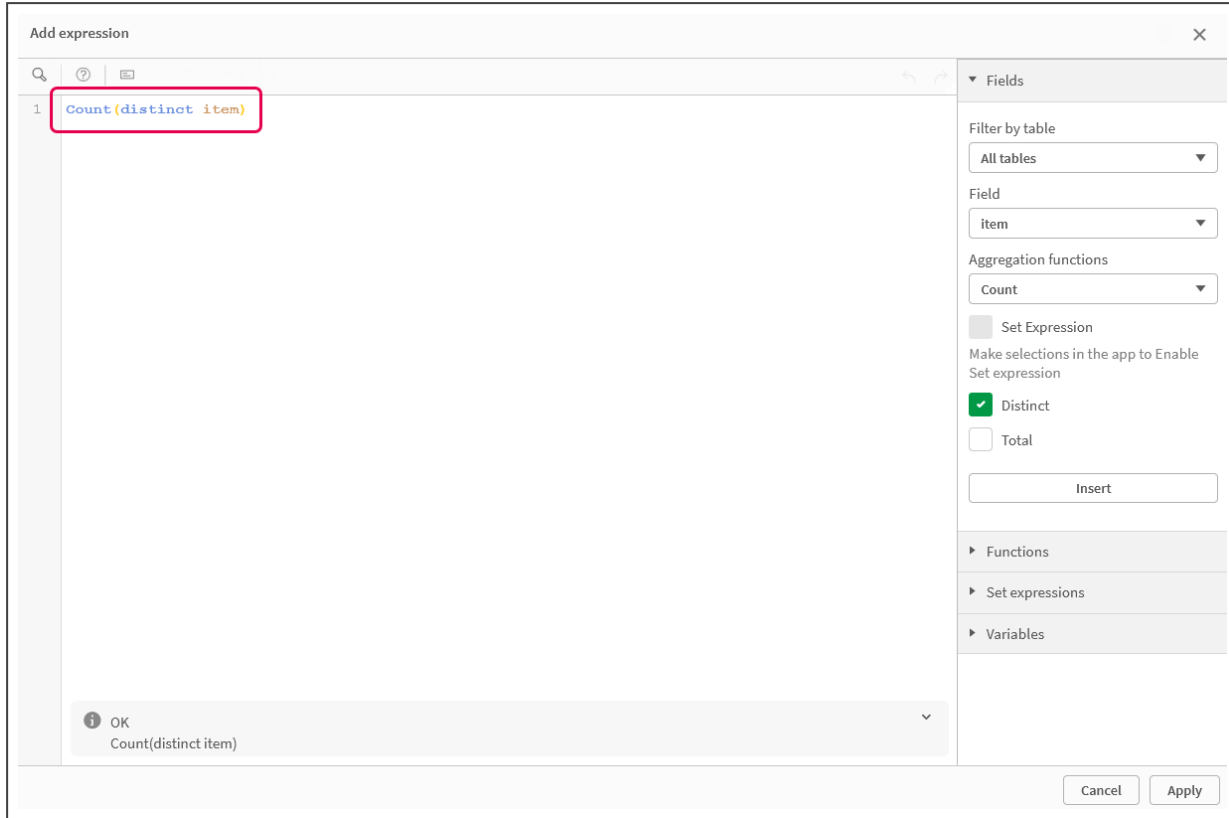 Add expression
1
Count(distinct item)
OK
Count(distinct item)
Fields
Filter by table
All tables
Field
item
Aggregation functions
Count
Set Expression
Make selections in the app to Enable
Set expression
Distinct
Total
Insert
Functions
Set expressions
Variables
Cancel
Apply